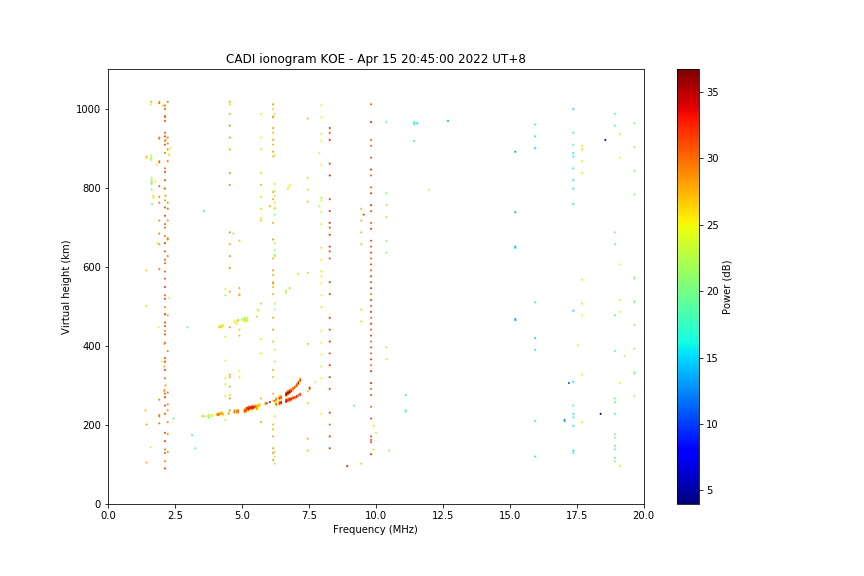 CADI ionogram KOE - Apr 15 20:45:00 2022 UT+8
1000
800
600
400
200
0
Virtual height (km)
0.0 2.5 5.0 7.5 10.0 12.5 15.0 17.5 20.0
Frequency (MHz)
35
30
25
20
15
10
5
Power (dB)